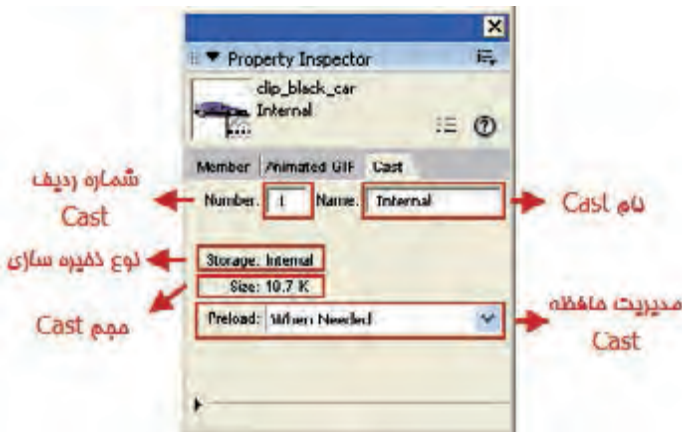 Property Inspector
clip_black_car
Internal
Member Animated GIF Cast
شماره ردیف
Cast
Number: 1 Name: Internal
نام Cast
نوع ذخیره سازی
Storage: Internal
Size: 10.7 K
حجم Cast
Preload: When Needed
مدیریت حافظه
Cast